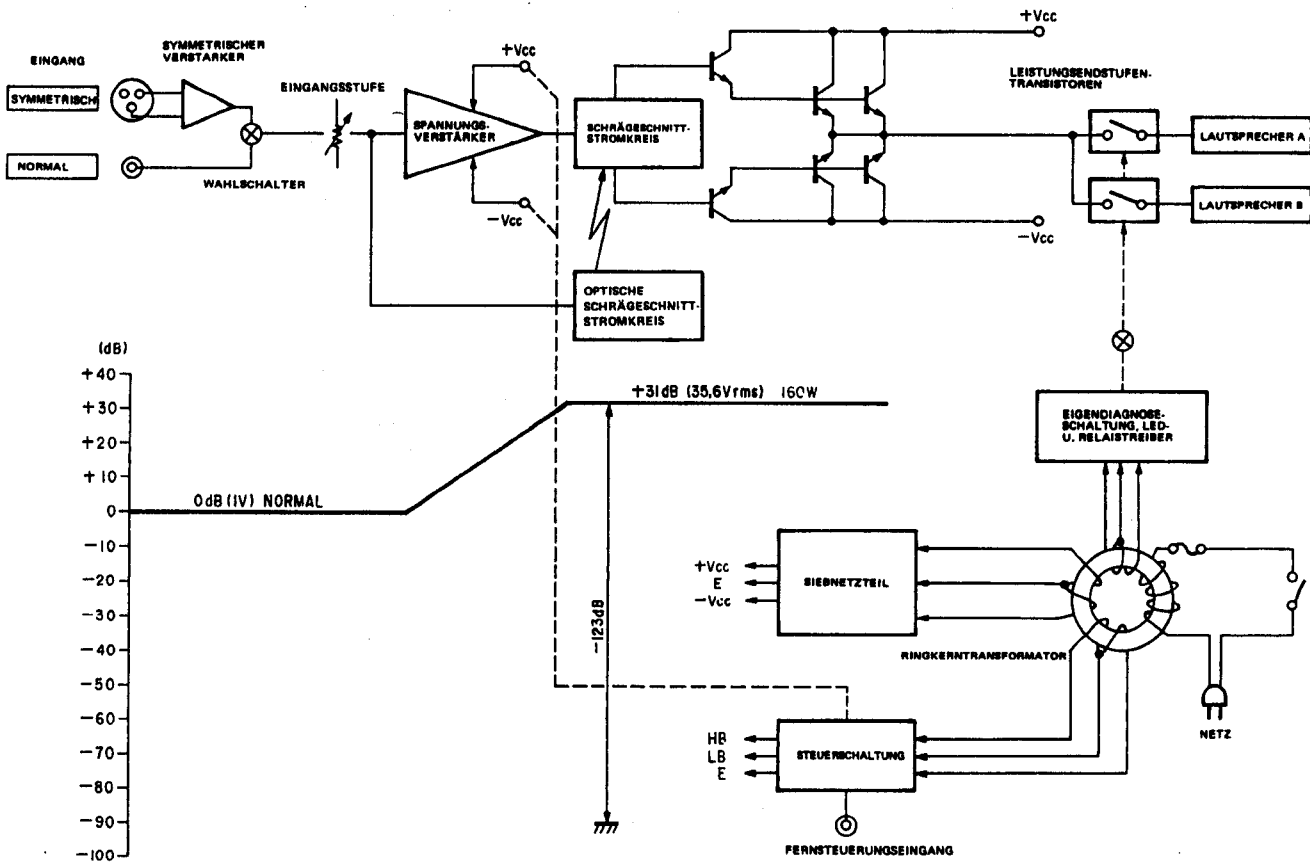 EINGANG
SYMMETRISCH
NORMAL
SYMMETRISCHER
VERSTARKER
WAHLSCHALTER
EINGANGSSTUFE
+Vcc
SPANNUNGS-
VERSTÄRKER
−Vcc
SCHRÄGESCHNITT-
STROMKREIS
OPTISCHE
SCHRÄGESCHNITT-
STROMKREIS
+Vcc
−Vcc
LEISTUNGSENDSTUFEN-
TRANSISTOREN
LAUTSPRECHER A
LAUTSPRECHER B
(dB)
+40
+30
+20
+10
0
−10
−20
−30
−40
−50
−60
−70
−80
−90
−100
0dB (1V) NORMAL
+31dB (35,6Vrms) 160W
−123dB
EIGENDIAGNOSE-
SCHALTUNG, LED-
U. RELAISTREIBER
+Vcc
E
−Vcc
SIEBNETZTEIL
RINGKERNTRANSFORMATOR
NETZ
HB
LB
E
STEUERSCHALTUNG
FERNSTEUERUNGSEINGANG